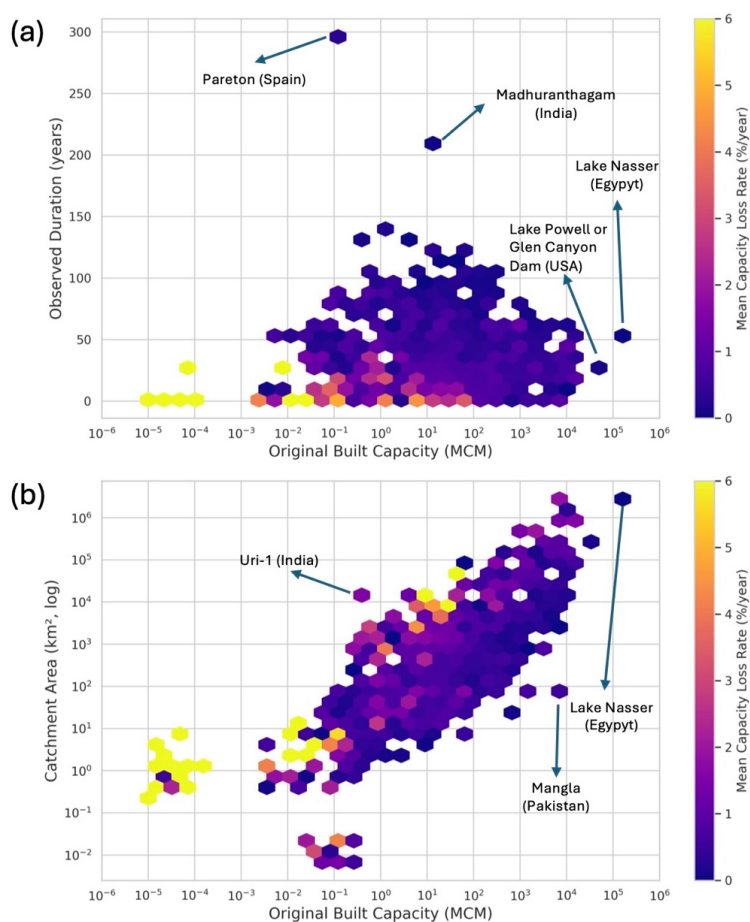 (a)
300
250
200
150
100
50
0
Observed Duration (years)
Pareton (Spain)
Madhuranthagam
(India)
Lake Nasser
(Egypyt)
Lake Powell or
Glen Canyon
Dam (USA)
10⁻⁶ 10⁻⁵ 10⁻⁴ 10⁻³ 10⁻² 10⁻¹ 10⁰ 10¹ 10² 10³ 10⁴ 10⁵ 10⁶
Original Built Capacity (MCM)
6
5
4
3
2
1
0
Mean Capacity Loss Rate (%/year)
(b)
10⁶
10⁵
10⁴
10³
10²
10¹
10⁰
10⁻¹
10⁻²
Catchment Area (km², log)
Uri-1 (India)
Lake Nasser
(Egypyt)
Mangla
(Pakistan)
10⁻⁶ 10⁻⁵ 10⁻⁴ 10⁻³ 10⁻² 10⁻¹ 10⁰ 10¹ 10² 10³ 10⁴ 10⁵ 10⁶
Original Built Capacity (MCM)
6
5
4
3
2
1
0
Mean Capacity Loss Rate (%/year)